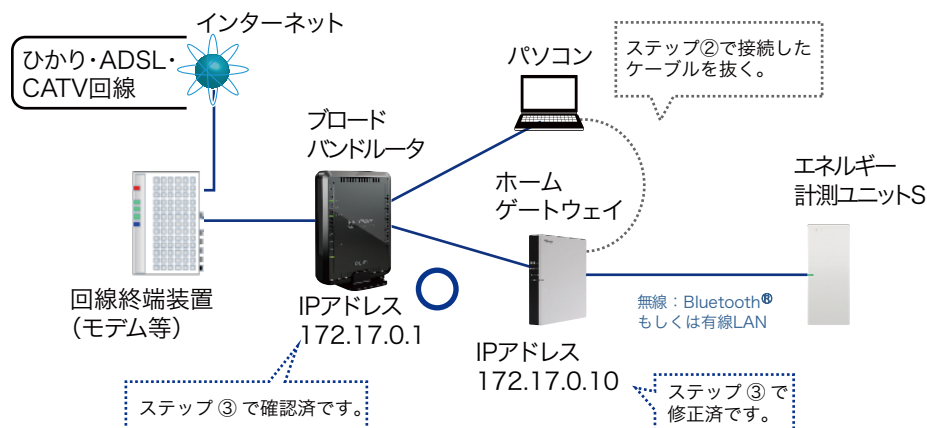 インターネット
ひかり・ADSL・
CATV回線
パソコン
ステップ②で接続した
ケーブルを抜く。
ブロード
バンドルータ
エネルギー
計測ユニットS
ホーム
ゲートウェイ
回線終端装置
（モデム等）
IPアドレス
172.17.0.1
無線：Bluetooth®
もしくは有線LAN
IPアドレス
172.17.0.10
ステップ ③ で確認済です。
ステップ ③ で
修正済です。